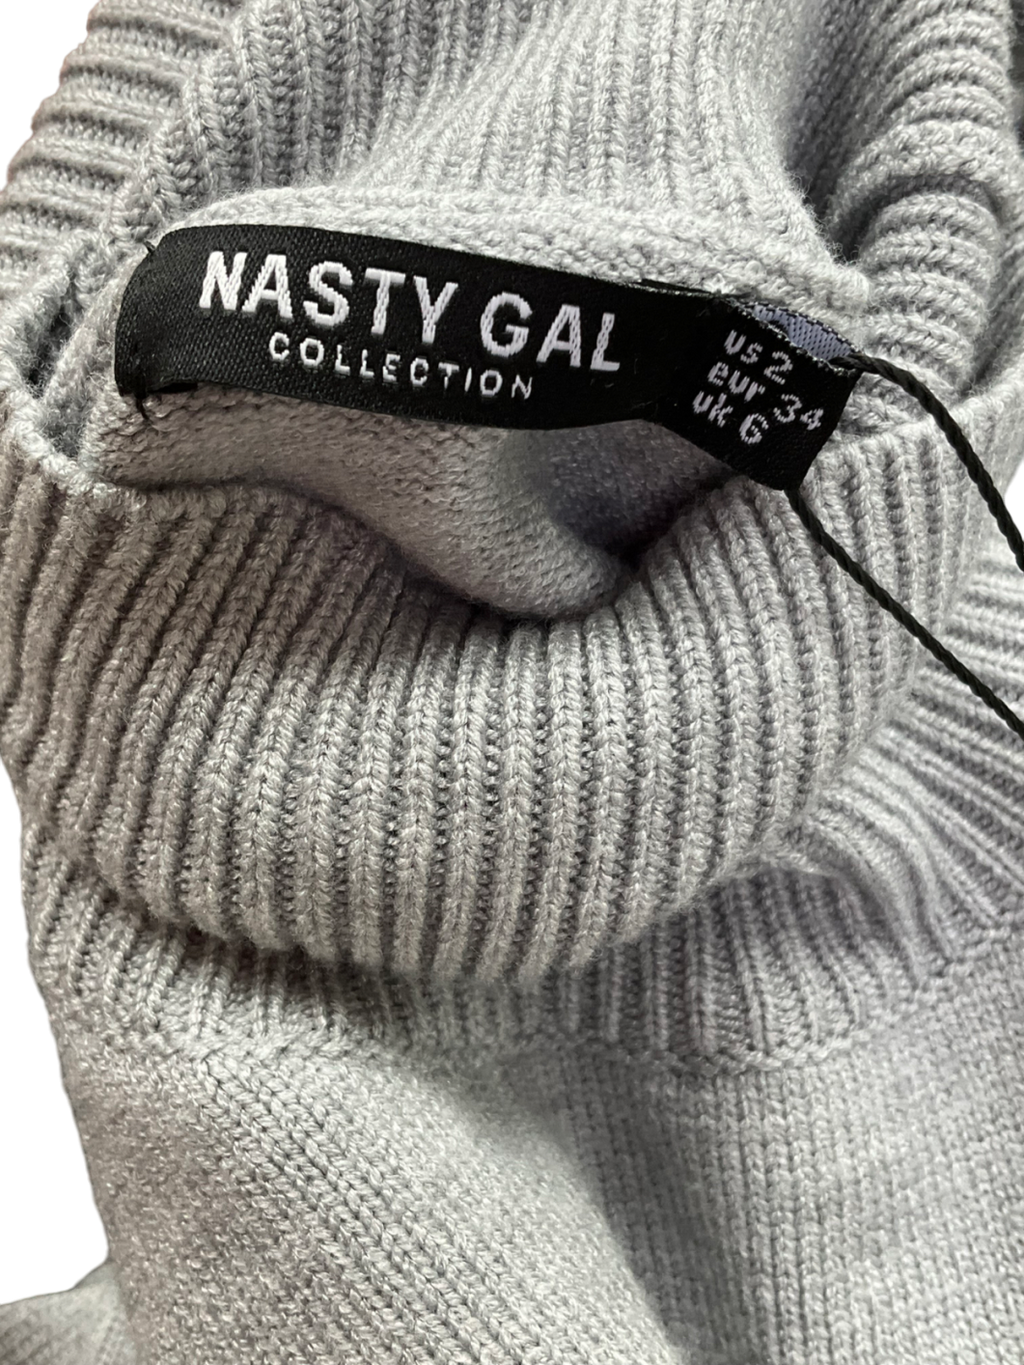 NASTY GAL
COLLECTION
us 2
eur 34
uk 6